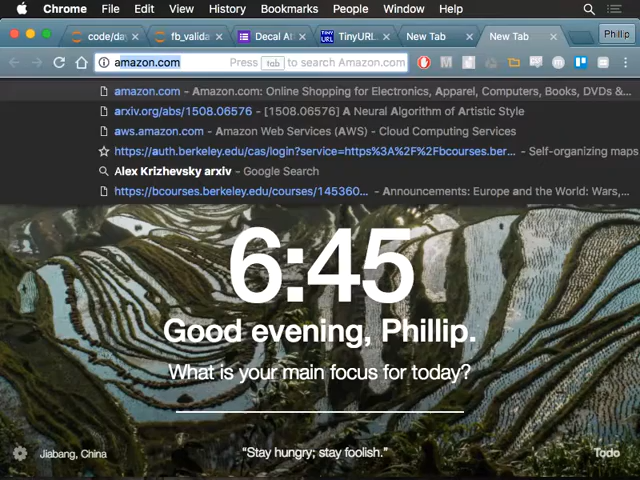 Chrome File Edit View History Bookmarks People Window Help
code/da
fb_valida
Decal At
TinyURL
New Tab
New Tab
Phillip
amazon.com Press tab to search Amazon.com
amazon.com - Amazon.com: Online Shopping for Electronics, Apparel, Computers, Books, DVDs &...
arxiv.org/abs/1508.06576 - [1508.06576] A Neural Algorithm of Artistic Style
aws.amazon.com - Amazon Web Services (AWS) - Cloud Computing Services
https://auth.berkeley.edu/cas/login?service=https%3A%2F%2Fbcourses.ber... - Self-organizing maps
Alex Krizhevsky arxiv - Google Search
https://bcourses.berkeley.edu/courses/145360... - Announcements: Europe and the World: Wars,...
6:45
Good evening, Phillip.
What is your main focus for today?
Jiabang, China
"Stay hungry; stay foolish."
Todo